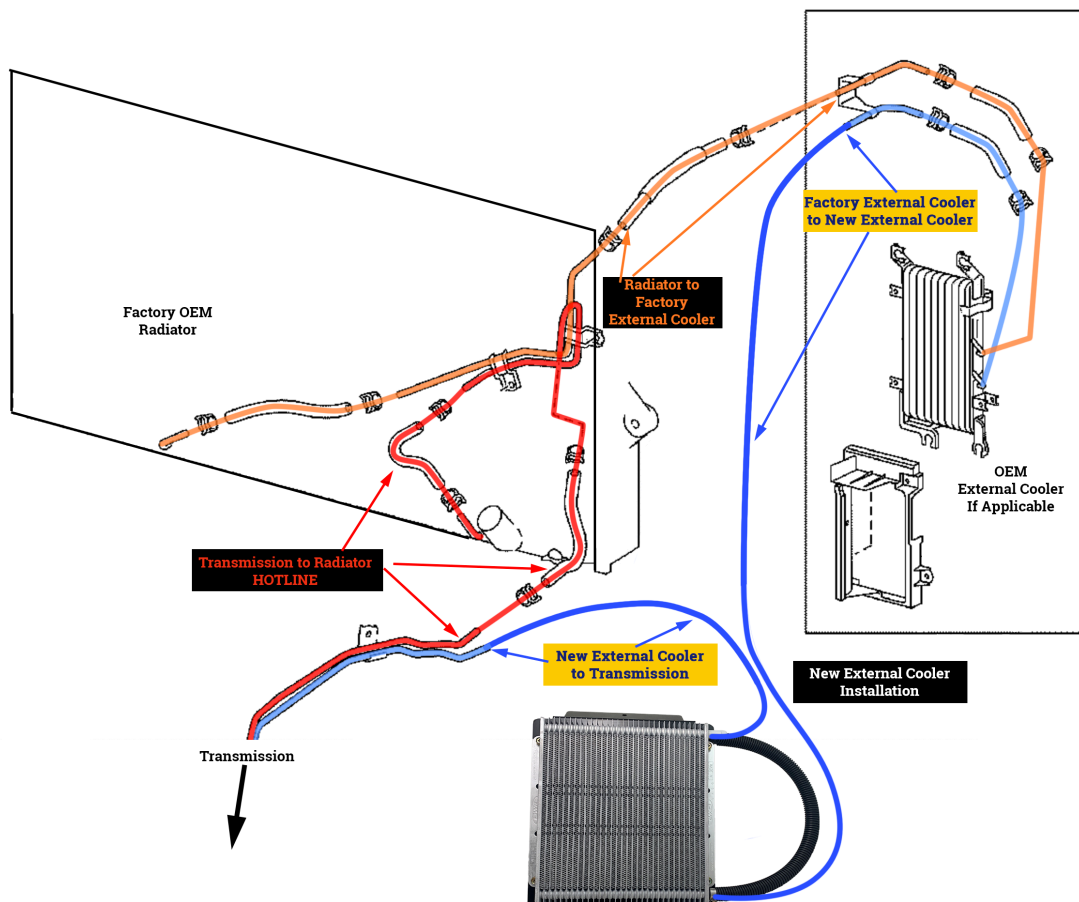 Factory External Cooler
to New External Cooler
Radiator to
Factory
External Cooler
Factory OEM
Radiator
OEM
External Cooler
If Applicable
Transmission to Radiator
HOTLINE
New External Cooler
to Transmission
New External Cooler
Installation
Transmission